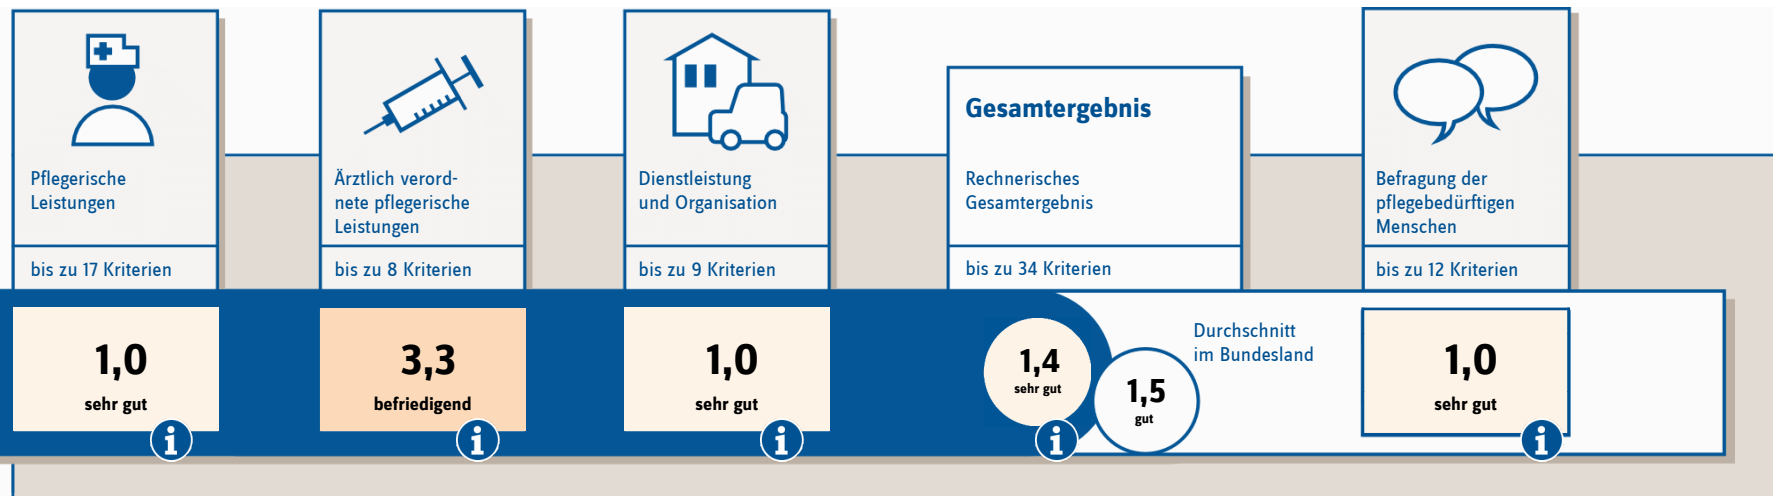 Pflegerische
Leistungen
bis zu 17 Kriterien
1,0
sehr gut
i
Ärztlich verord-
nete pflegerische
Leistungen
bis zu 8 Kriterien
3,3
befriedigend
i
Dienstleistung
und Organisation
bis zu 9 Kriterien
1,0
sehr gut
i
Gesamtergebnis
Rechnerisches
Gesamtergebnis
bis zu 34 Kriterien
1,4
sehr gut
i
1,5
gut
Durchschnitt
im Bundesland
Befragung der
pflegebedürftigen
Menschen
bis zu 12 Kriterien
1,0
sehr gut
i